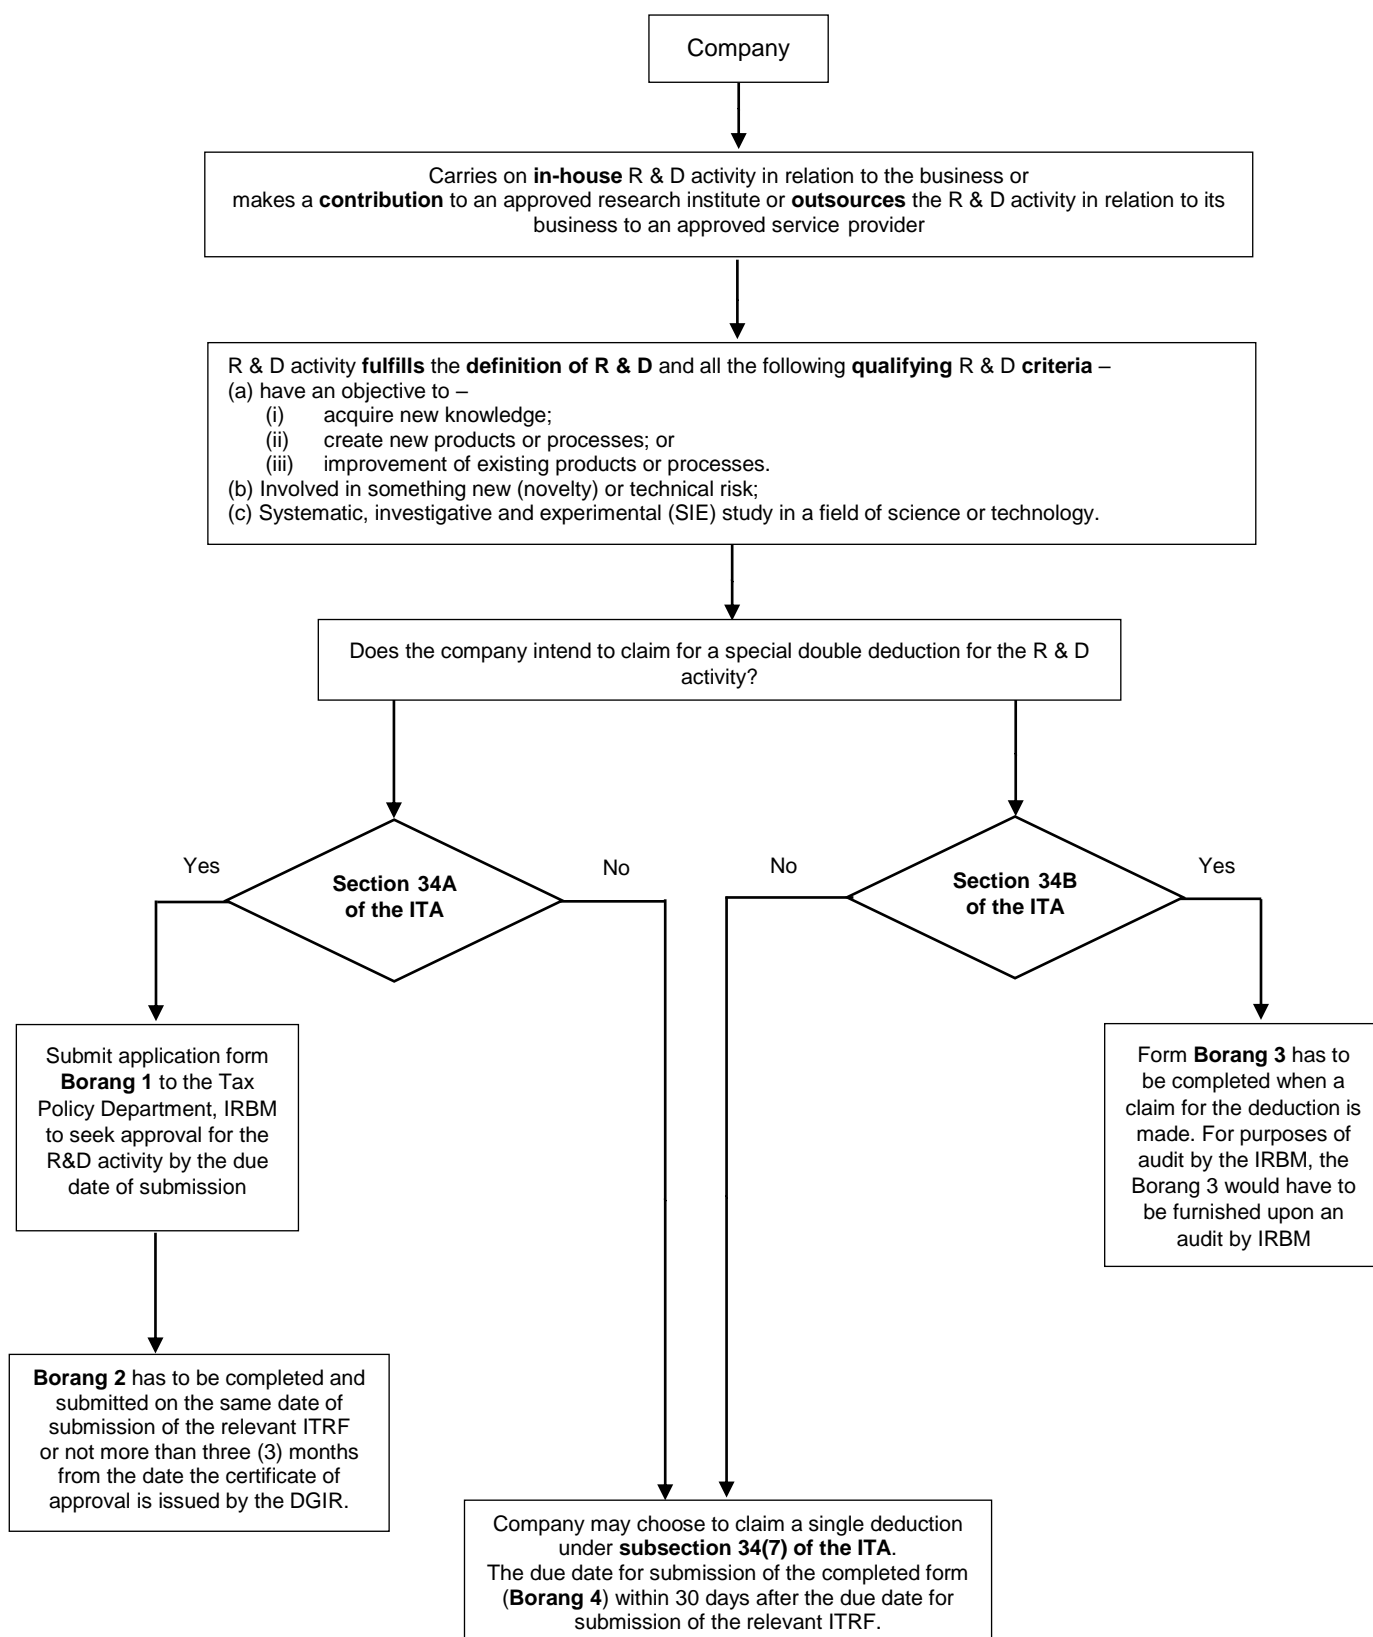 Company
Carries on in-house R & D activity in relation to the business or
makes a contribution to an approved research institute or outsources the R & D activity in relation to its
business to an approved service provider
R & D activity fulfills the definition of R & D and all the following qualifying R & D criteria –
(a) have an objective to –
(i) acquire new knowledge;
(ii) create new products or processes; or
(iii) improvement of existing products or processes.
(b) Involved in something new (novelty) or technical risk;
(c) Systematic, investigative and experimental (SIE) study in a field of science or technology.
Does the company intend to claim for a special double deduction for the R & D
activity?
Yes
Section 34A
of the ITA
No
No
Section 34B
of the ITA
Yes
Submit application form
Borang 1 to the Tax
Policy Department, IRBM
to seek approval for the
R&D activity by the due
date of submission
Form Borang 3 has to
be completed when a
claim for the deduction is
made. For purposes of
audit by the IRBM, the
Borang 3 would have to
be furnished upon an
audit by IRBM
Borang 2 has to be completed and
submitted on the same date of
submission of the relevant ITRF
or not more than three (3) months
from the date the certificate of
approval is issued by the DGIR.
Company may choose to claim a single deduction
under subsection 34(7) of the ITA.
The due date for submission of the completed form
(Borang 4) within 30 days after the due date for
submission of the relevant ITRF.